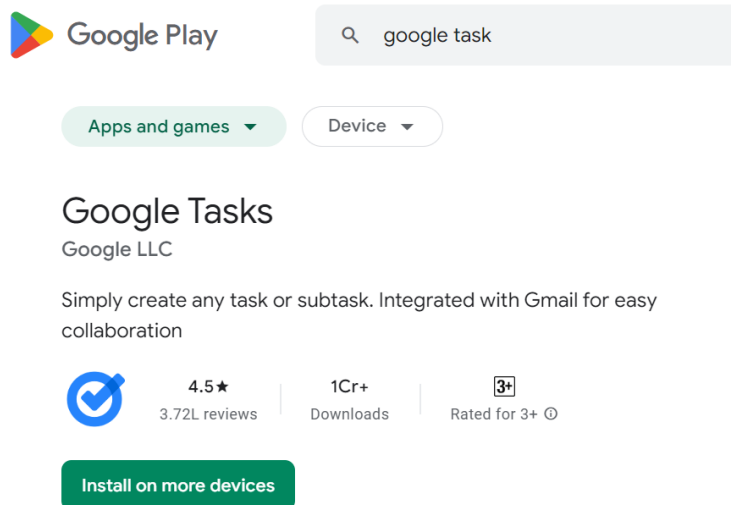 Google Play
google task
Apps and games
Device
Google Tasks
Google LLC
Simply create any task or subtask. Integrated with Gmail for easy
collaboration
4.5★
3.72L reviews
1Cr+
Downloads
3+
Rated for 3+
Install on more devices